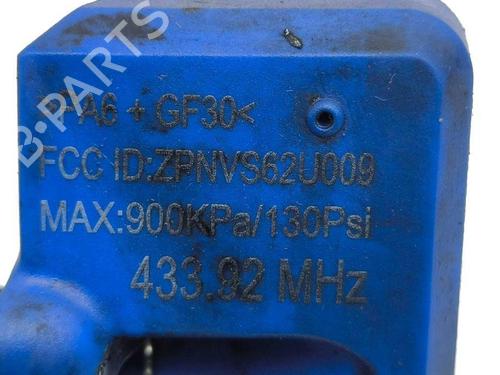 >PA6 + GF30<
FCC ID:ZPNVS62U009
MAX:900KPa/130Psi
433.92 MHz
B-PARTS